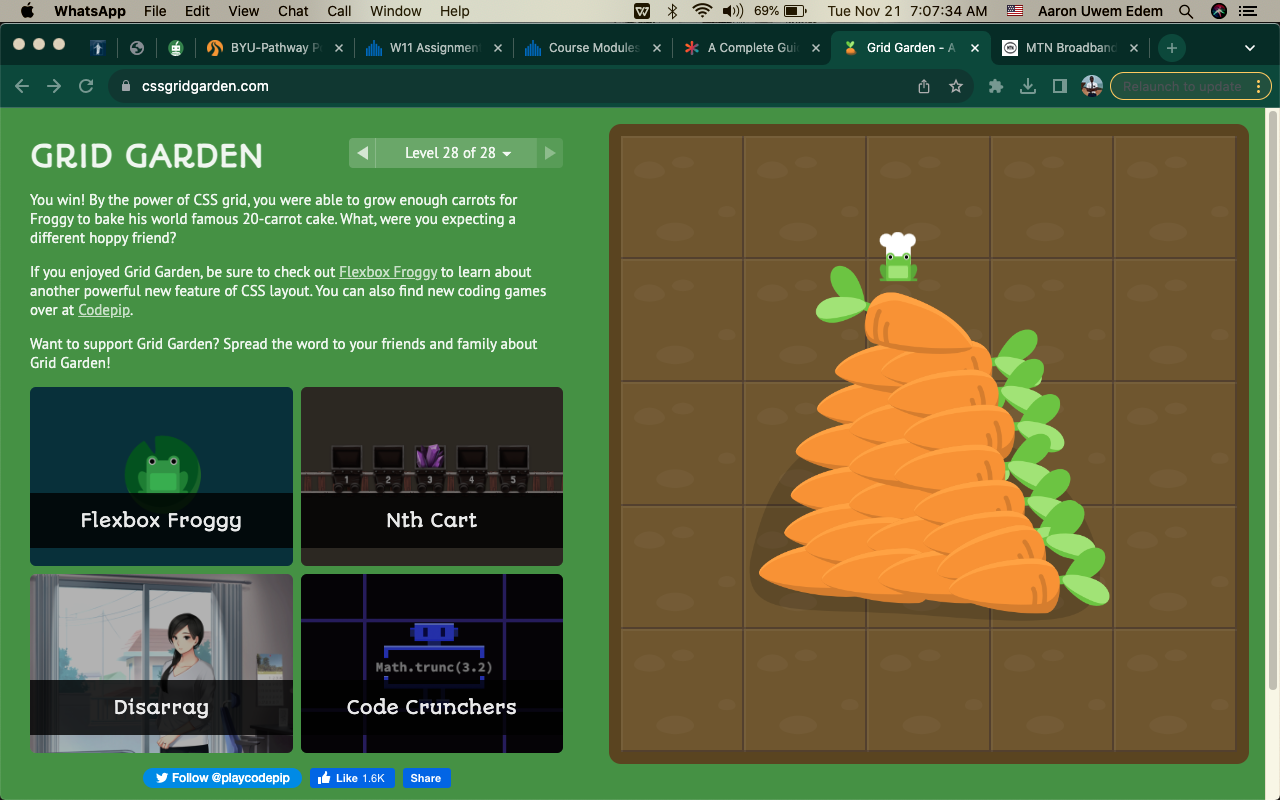 WhatsApp File Edit View Chat Call Window Help 69% Tue Nov 21 7:07:34 AM Aaron Uwem Edem
BYU-Pathway P W11 Assignment Course Modules A Complete Gui Grid Garden - A MTN Broadband
cssgridgarden.com Relaunch to update
GRID GARDEN
Level 28 of 28
You win! By the power of CSS grid, you were able to grow enough carrots for
Froggy to bake his world famous 20-carrot cake. What, were you expecting a
different hoppy friend?
If you enjoyed Grid Garden, be sure to check out Flexbox Froggy to learn about
another powerful new feature of CSS layout. You can also find new coding games
over at Codepip.
Want to support Grid Garden? Spread the word to your friends and family about
Grid Garden!
1 2 3 4 5
Flexbox Froggy
Nth Cart
Math.trunc(3.2)
Disarray
Code Crunchers
Follow @playcodepip Like 1.6K Share